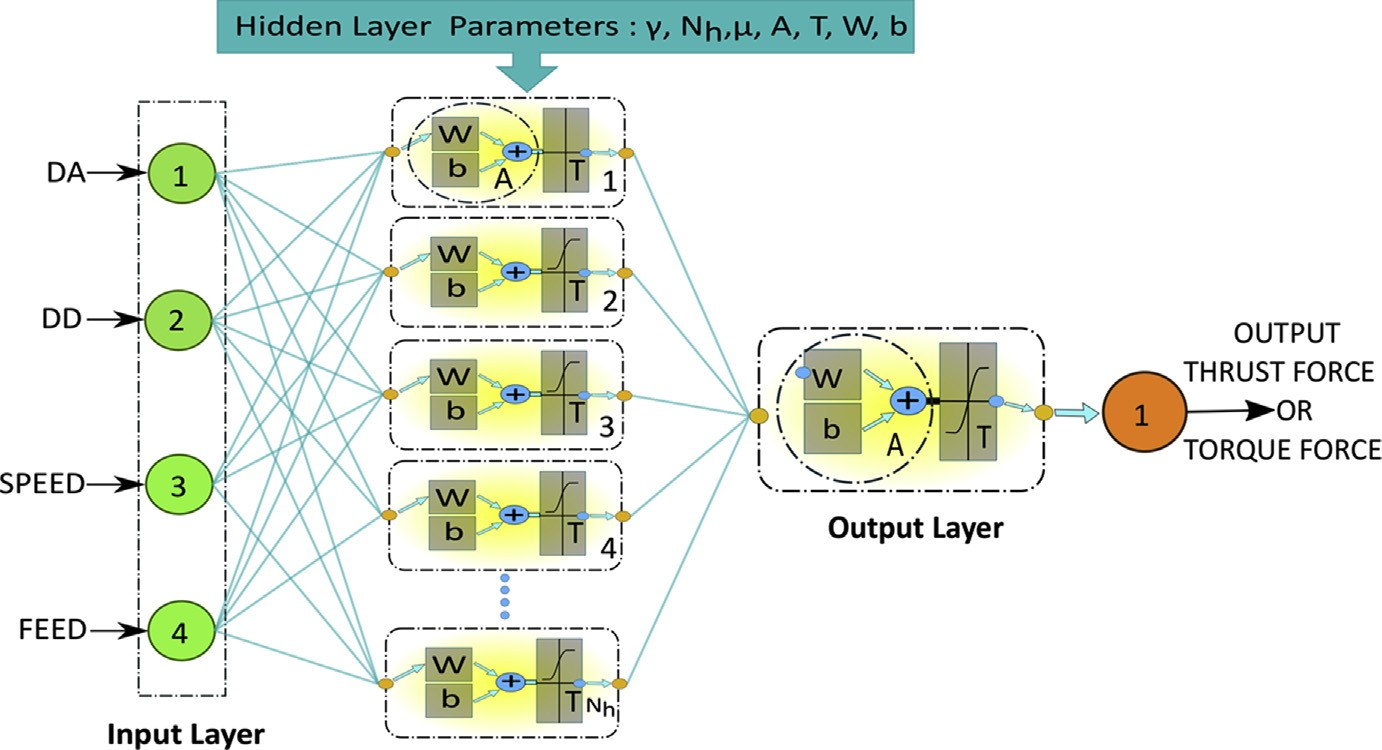 Hidden Layer Parameters : γ, Nh,μ, A, T, W, b
DA
1
DD
2
SPEED
3
FEED
4
Input Layer
W
b
A
T
1
W
b
T
2
W
b
T
3
W
b
T
4
W
b
T
Nh
W
b
A
T
Output Layer
1
OUTPUT
THRUST FORCE
OR
TORQUE FORCE